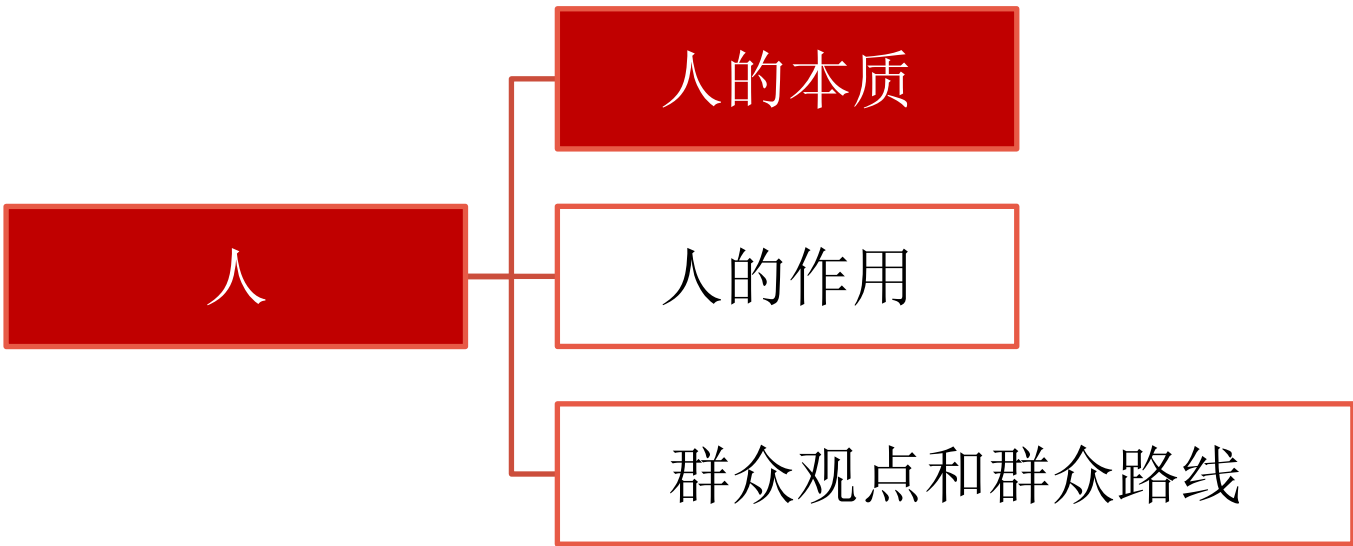 人
人的本质
人的作用
群众观点和群众路线